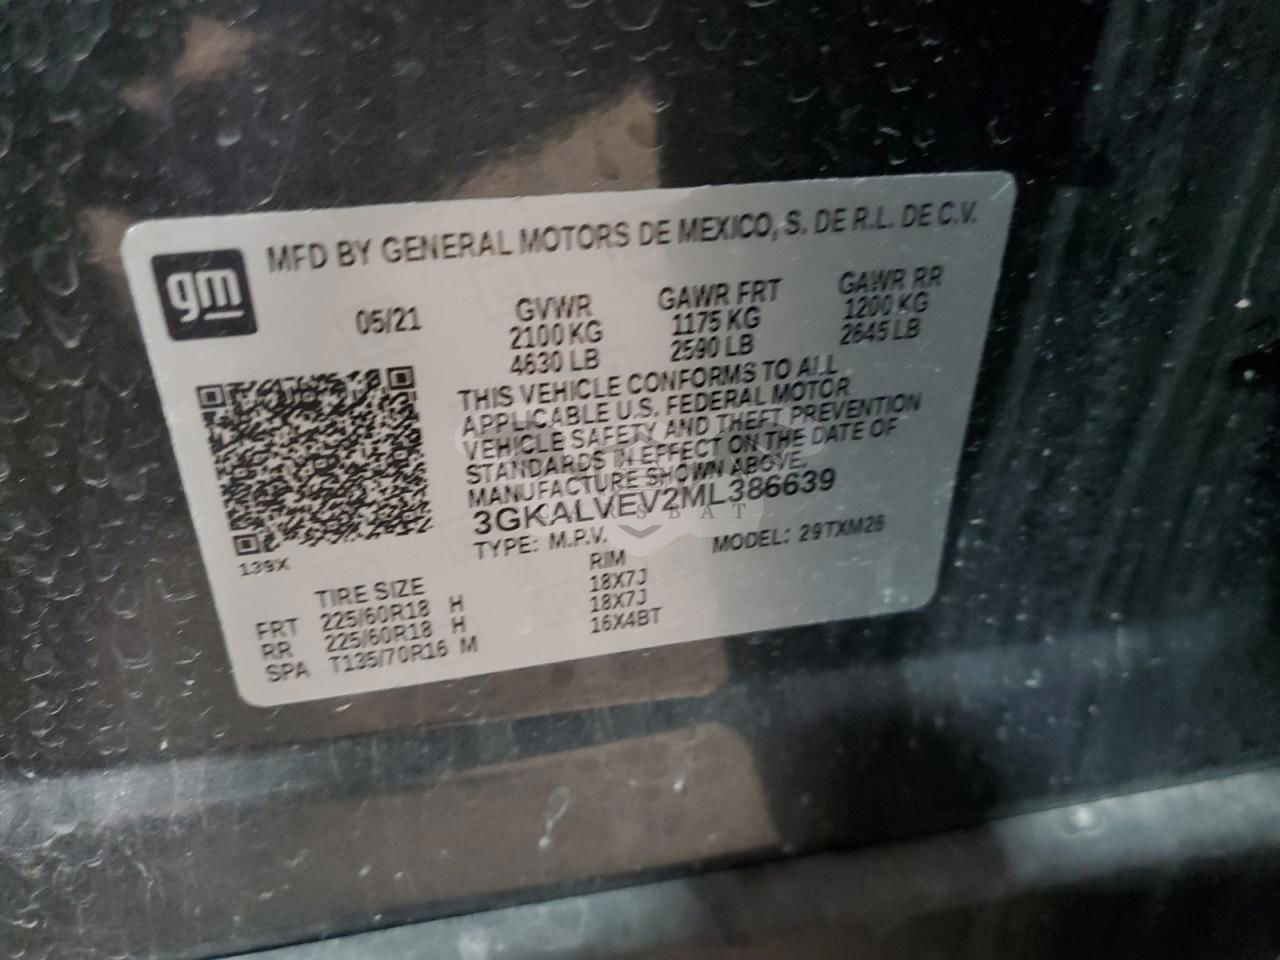 gm
MFD BY GENERAL MOTORS DE MEXICO, S. DE R.L. DE C.V.
05/21
GVWR
2100 KG
4630 LB
GAWR FRT
1175 KG
2590 LB
GAWR RR
1200 KG
2645 LB
THIS VEHICLE CONFORMS TO ALL
APPLICABLE U.S. FEDERAL MOTOR
VEHICLE SAFETY AND THEFT PREVENTION
STANDARDS IN EFFECT ON THE DATE OF
MANUFACTURE SHOWN ABOVE.
3GKALVEV2ML386639
TYPE: M.P.V.
MODEL: 29TXM26
139X
TIRE SIZE RIM
FRT 225/60R18 H 18X7J
RR 225/60R18 H 18X7J
SPA T135/70R16 M 16X4BT